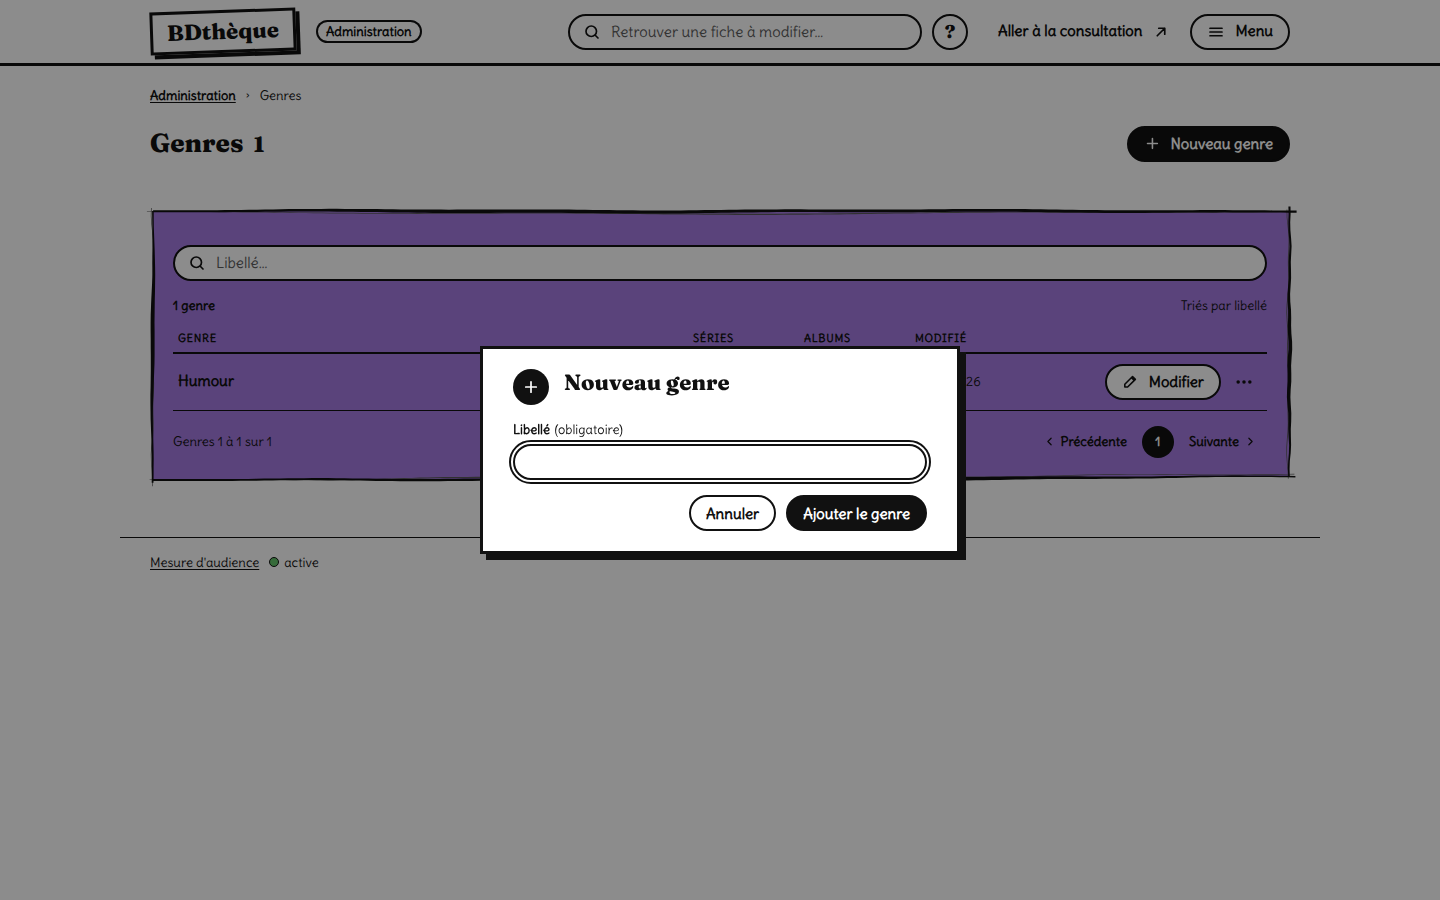 BDthèque
Administration
Retrouver une fiche à modifier...
?
Aller à la consultation
Menu
Administration › Genres
Genres 1
Nouveau genre
Libellé...
1 genre
Triés par libellé
GENRE SÉRIES ALBUMS MODIFIÉ
Humour
26
Modifier
Genres 1 à 1 sur 1
Précédente 1 Suivante
Nouveau genre
Libellé (obligatoire)
Annuler
Ajouter le genre
Mesure d'audience
active